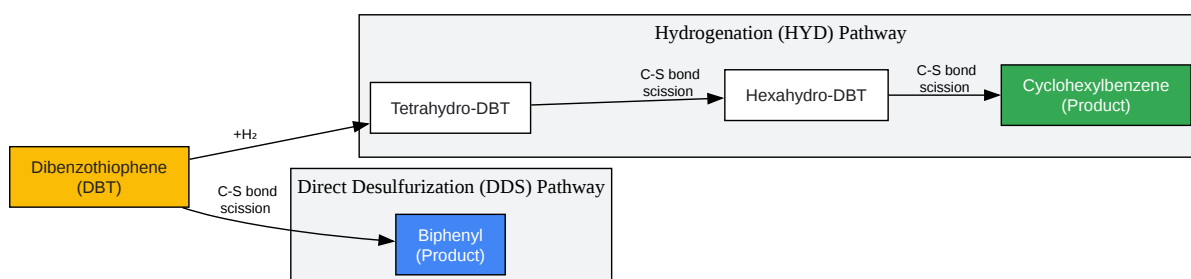 Hydrogenation (HYD) Pathway
Tetrahydro-DBT
C-S bond
scission
Hexahydro-DBT
C-S bond
scission
Cyclohexylbenzene
(Product)
+H₂
Dibenzothiophene
(DBT)
C-S bond
scission
Direct Desulfurization (DDS) Pathway
Biphenyl
(Product)